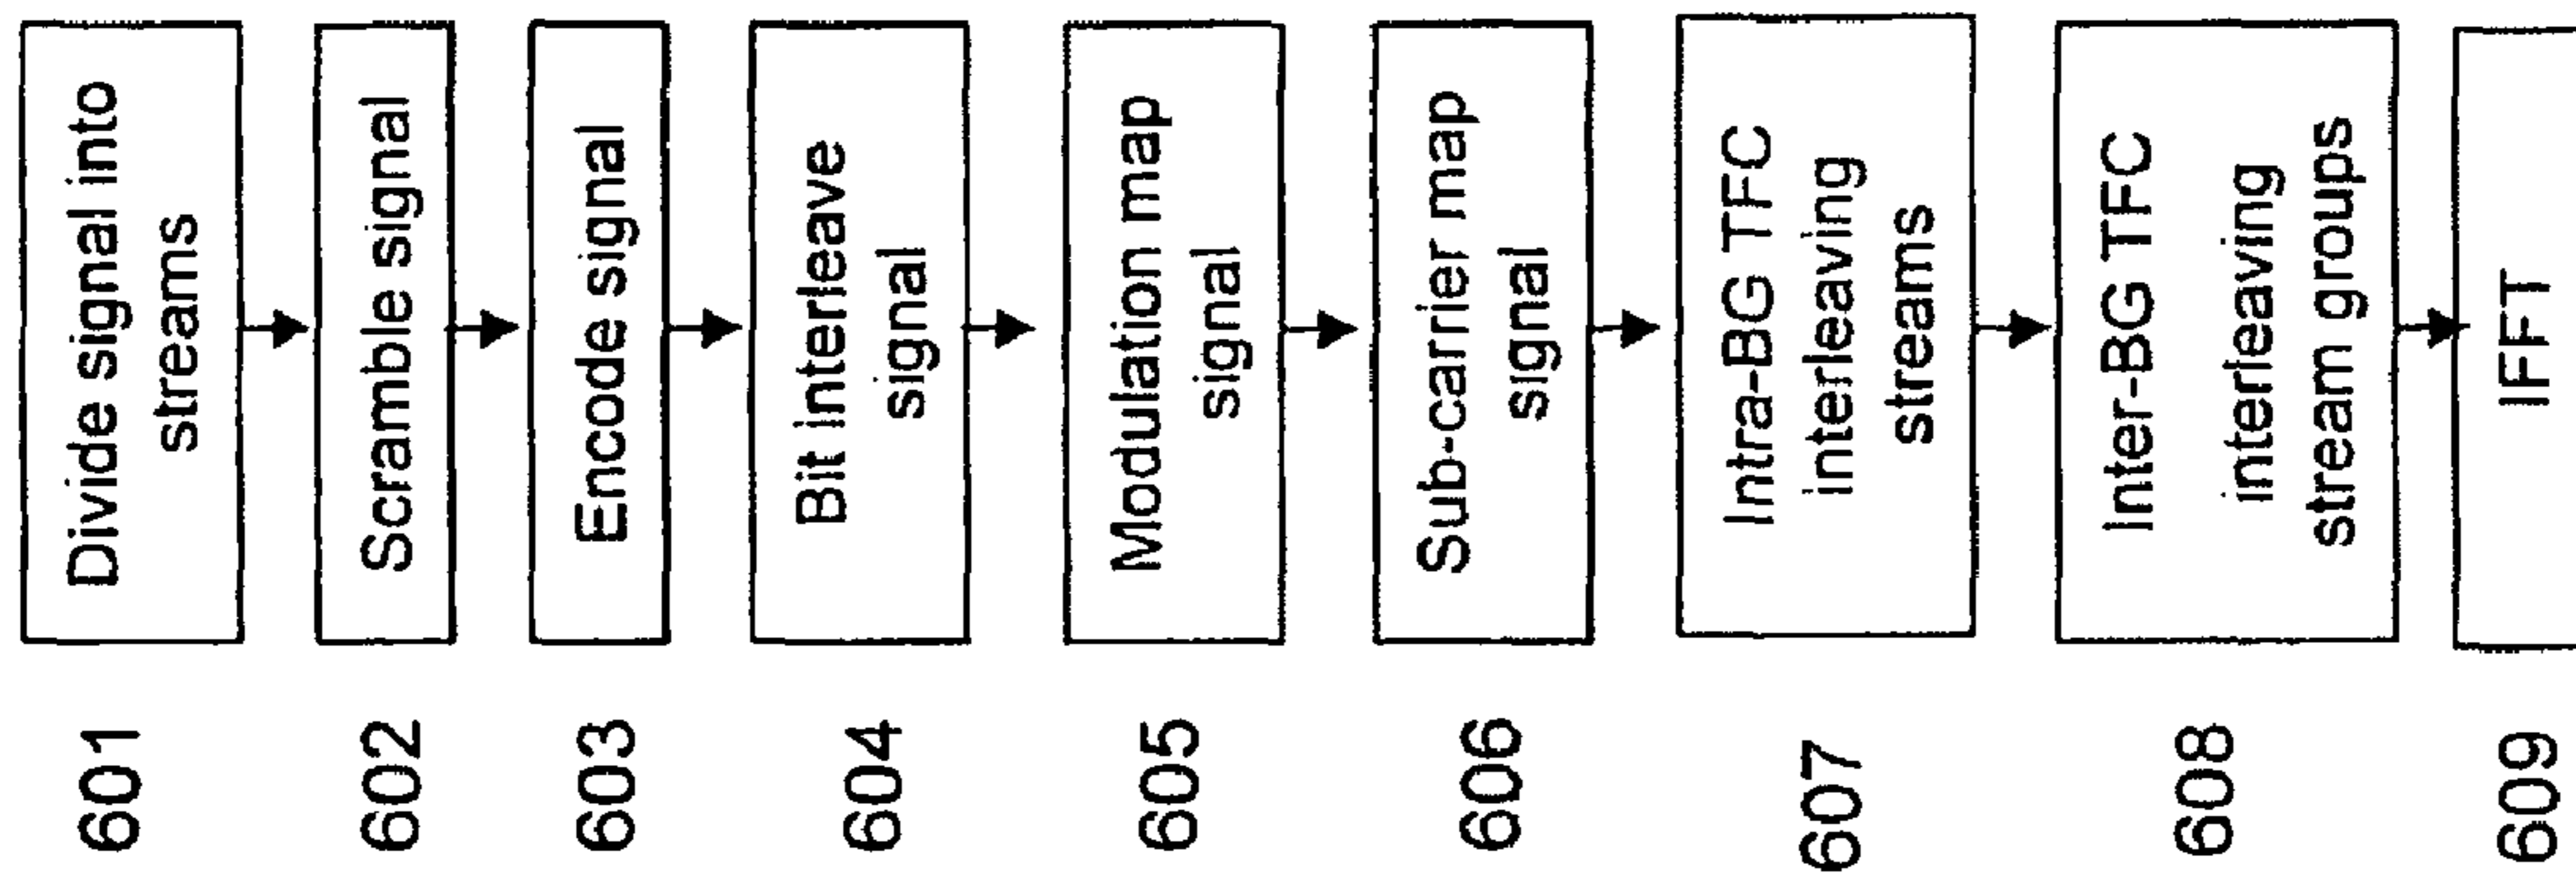 601
Divide signal into
streams
602
Scramble signal
603
Encode signal
604
Bit interleave
signal
605
Modulation map
signal
606
Sub-carrier map
signal
607
Intra-BG TFC
interleaving
streams
608
Inter-BG TFC
interleaving
stream groups
609
IFFT